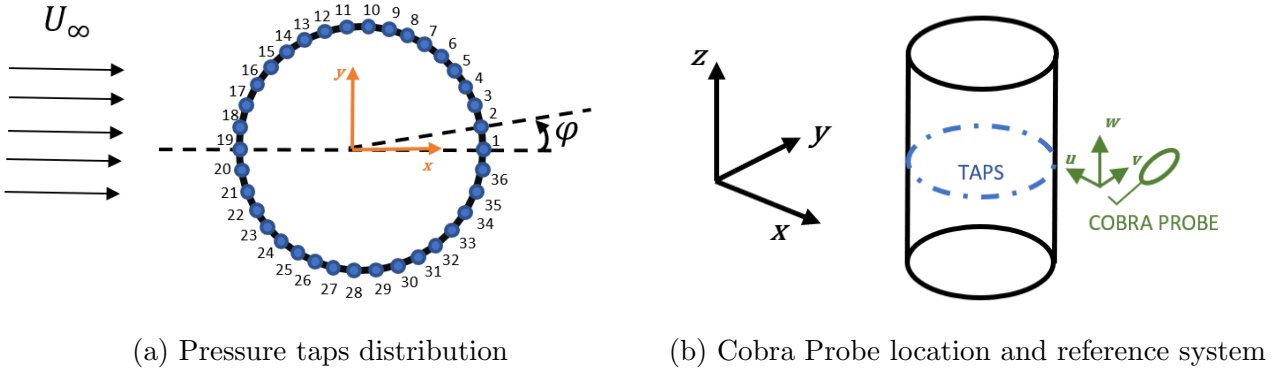 U∞
10
11
9
12
8
13
7
14
6
15
5
16
4
17
3
18
2
19
1
20
36
21
35
22
34
23
33
24
32
25
31
26
30
27
29
28
y
x
φ
z
y
x
TAPS
w
u
v
COBRA PROBE
(a) Pressure taps distribution
(b) Cobra Probe location and reference system